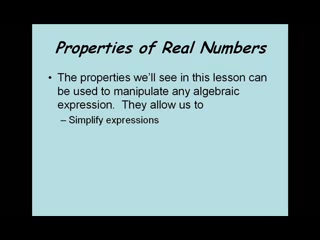 Properties of Real Numbers
• The properties we'll see in this lesson can
be used to manipulate any algebraic
expression. They allow us to
– Simplify expressions